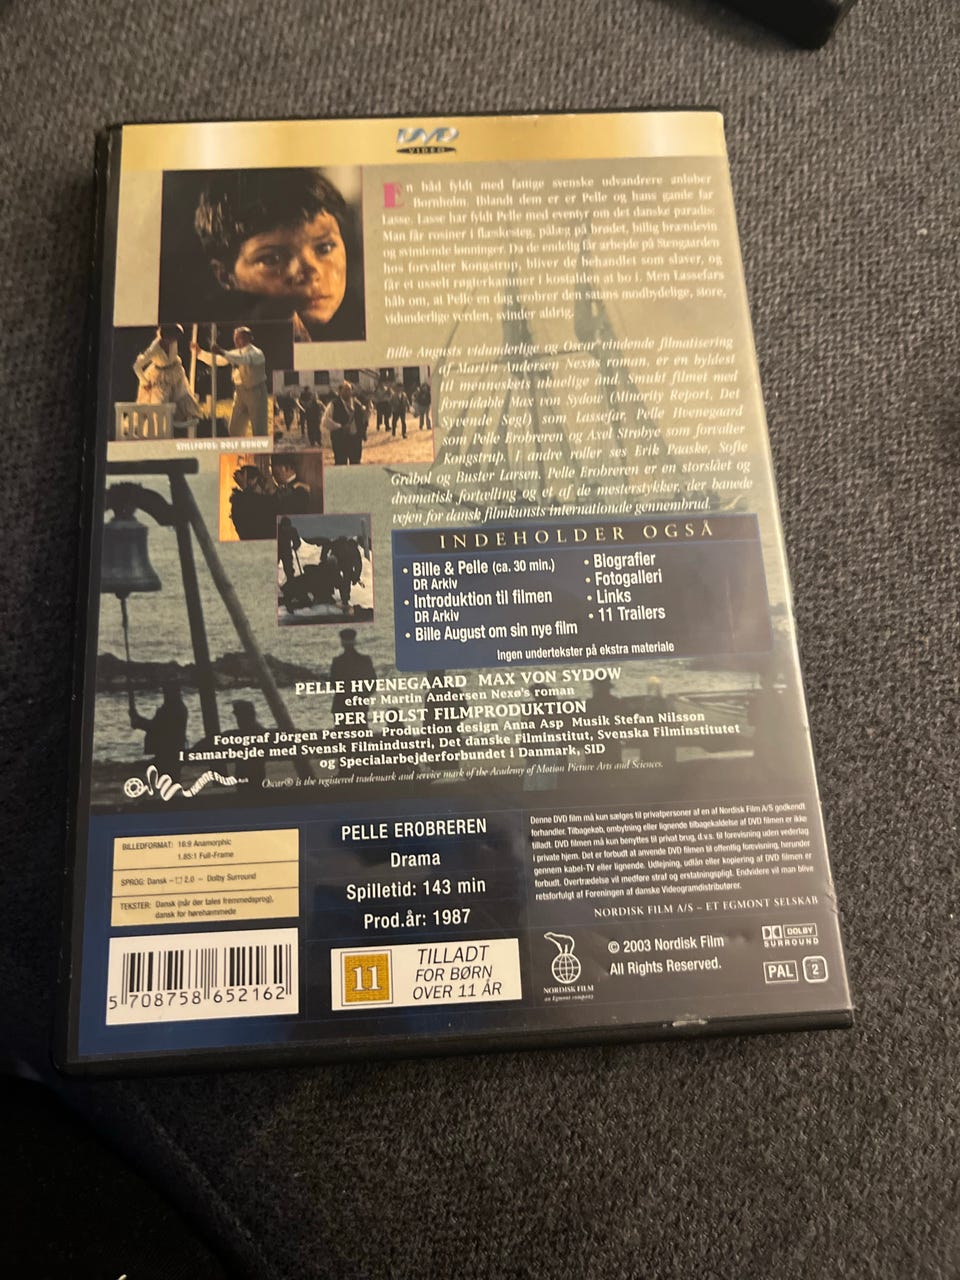 DVD
VIDEO
En båd fyldt med fattige svenske udvandrere anløber
Bornholm. Iblandt dem er er Pelle og hans gamle far
Lasse. Lasse har fyldt Pelle med eventyr om det danske paradis:
Man får rosiner i flæskesteg, pålæg på brødet, billig brændevin
og svimlende lønninger. Da de endelig får arbejde på Stengaarden
hos forvalter Kongstrup, bliver de behandlet som slaver, og
får et usselt røgterkammer i kostalden at bo i. Men Lassefars
håb om, at Pelle en dag erobrer den satans modbydelige, store,
vidunderlige verden, svinder aldrig.
Bille Augusts vidunderlige og Oscar vindende filmatisering
af Martin Andersen Nexøs roman, er en hyldest
til menneskets ukuelige ånd. Smukt filmet med
formidable Max von Sydow (Minority Report, Det
Syvende Segl) som Lassefar, Pelle Hvenegaard
som Pelle Erobreren og Axel Strøbye som forvalter
Kongstrup. I andre roller ses Erik Paaske, Sofie
Gråbøl og Buster Larsen. Pelle Erobreren er en storslået og
dramatisk fortælling og et af de mesterstykker, der banede
vejen for dansk filmkunsts internationale gennembrud.
STILLFOTOS: ROLF KONOW
INDEHOLDER OGSÅ
• Bille & Pelle (ca. 30 min.)
DR Arkiv
• Introduktion til filmen
DR Arkiv
• Bille August om sin nye film
• Biografier
• Fotogalleri
• Links
• 11 Trailers
Ingen undertekster på ekstra materiale
PELLE HVENEGAARD MAX VON SYDOW
efter Martin Andersen Nexø's roman
PER HOLST FILMPRODUKTION
Fotograf Jörgen Persson Production design Anna Asp Musik Stefan Nilsson
I samarbejde med Svensk Filmindustri, Det danske Filminstitut, Svenska Filminstitutet
og Specialarbejderforbundet i Danmark, SID
Oscar® is the registered trademark and service mark of the Academy of Motion Picture Arts and Sciences.
BILLEDFORMAT: 16:9 Anamorphic
1.85:1 Full-Frame
SPROG: Dansk – 2.0 – Dolby Surround
TEKSTER: Dansk (når der tales fremmedsprog),
dansk for hørehæmmede
5 708758 652162
PELLE EROBREREN
Drama
Spilletid: 143 min
Prod.år: 1987
11
TILLADT
FOR BØRN
OVER 11 ÅR
Denne DVD film må kun sælges til privatpersoner af en af Nordisk Film A/S godkendt
forhandler. Tilbagekøb, ombytning eller lignende tilbagekaldelse af DVD filmen er ikke
tilladt. DVD filmen må kun benyttes til privat brug, d.v.s. til forevisning uden vederlag
i private hjem. Det er forbudt at anvende DVD filmen til offentlig forevisning, herunder
gennem kabel-TV eller lignende. Udlejning, udlån eller kopiering af DVD filmen er
forbudt. Overtrædelse vil medføre straf og erstatningspligt. Endvidere vil man blive
retsforfulgt af Foreningen af danske Videogramdistributører.
NORDISK FILM A/S – ET EGMONT SELSKAB
NORDISK FILM
an Egmont company
© 2003 Nordisk Film
All Rights Reserved.
DOLBY
SURROUND
PAL 2